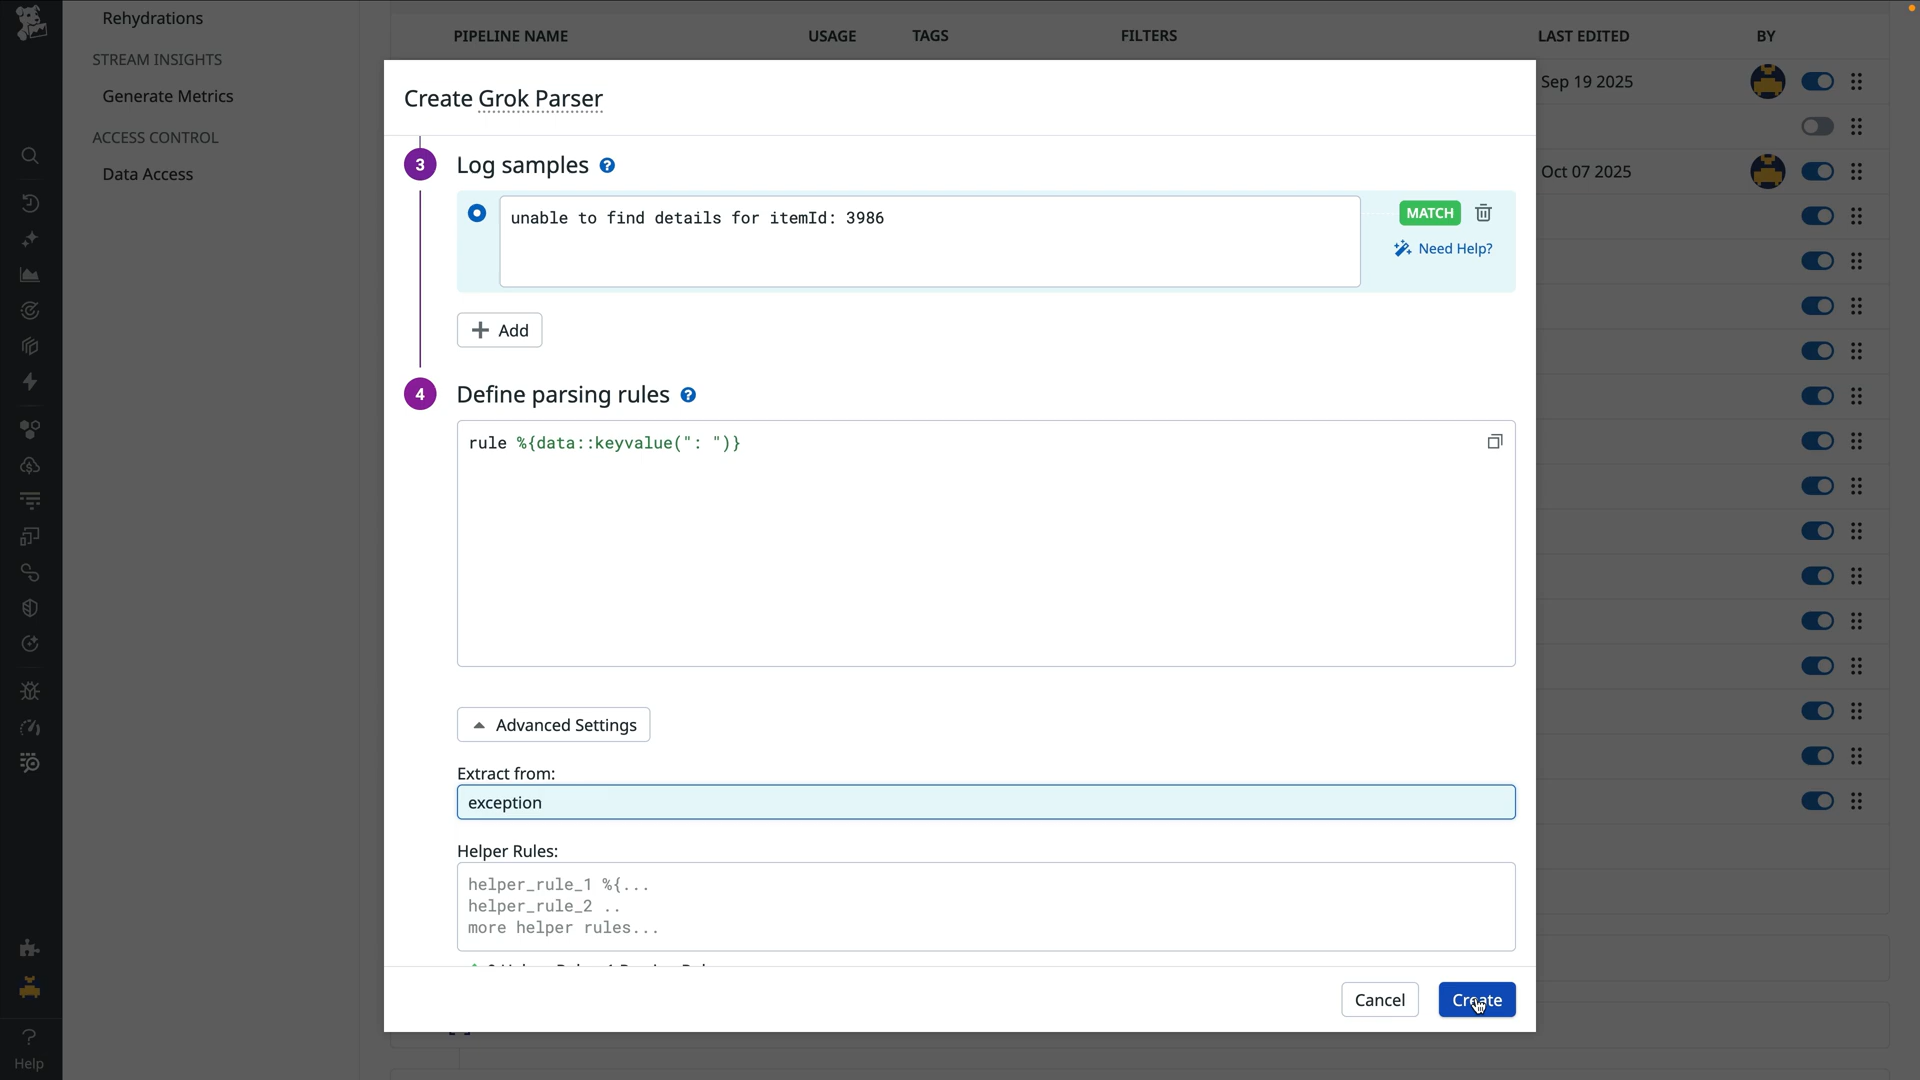 Rehydrations
STREAM INSIGHTS
Generate Metrics
ACCESS CONTROL
Data Access
Help
PIPELINE NAME USAGE TAGS FILTERS LAST EDITED BY
Sep 19 2025
Oct 07 2025
Create Grok Parser
3 Log samples ?
unable to find details for itemId: 3986
MATCH
Need Help?
+ Add
4 Define parsing rules ?
rule %{data::keyvalue(": ")}
Advanced Settings
Extract from:
exception
Helper Rules:
helper_rule_1 %{...
helper_rule_2 ..
more helper rules...
Cancel Create